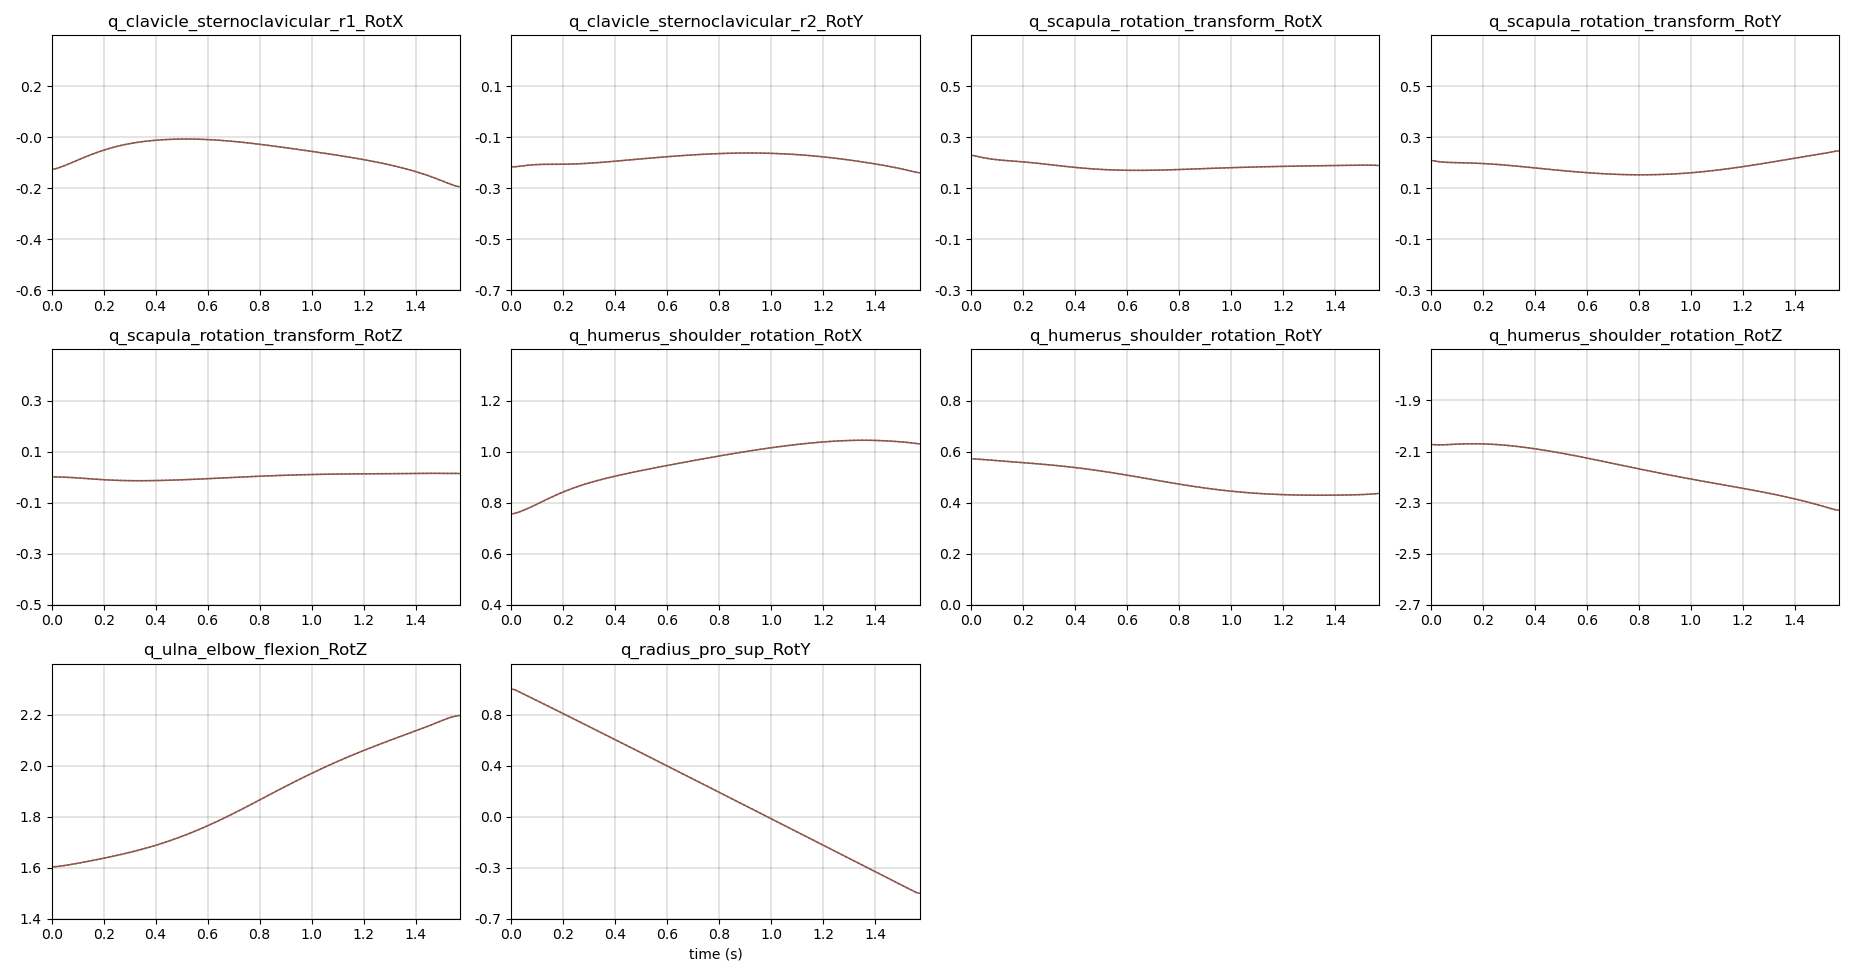 q_clavicle_sternoclavicular_r1_RotX q_clavicle_sternoclavicular_r2_RotY q_scapula_rotation_transform_RotX q_scapula_rotation_transform_RotY
0.2 0.1 0.5 0.5
-0.0 -0.1 0.3 0.3
-0.2 -0.3 0.1 0.1
-0.4 -0.5 -0.1 -0.1
-0.6 -0.7 -0.3 -0.3
0.0 0.2 0.4 0.6 0.8 1.0 1.2 1.4 0.0 0.2 0.4 0.6 0.8 1.0 1.2 1.4 0.0 0.2 0.4 0.6 0.8 1.0 1.2 1.4 0.0 0.2 0.4 0.6 0.8 1.0 1.2 1.4
q_scapula_rotation_transform_RotZ q_humerus_shoulder_rotation_RotX q_humerus_shoulder_rotation_RotY q_humerus_shoulder_rotation_RotZ
0.3 1.2 0.8 -1.9
0.1 1.0 0.6 -2.1
-0.1 0.8 0.4 -2.3
-0.3 0.6 0.2 -2.5
-0.5 0.4 0.0 -2.7
0.0 0.2 0.4 0.6 0.8 1.0 1.2 1.4 0.0 0.2 0.4 0.6 0.8 1.0 1.2 1.4 0.0 0.2 0.4 0.6 0.8 1.0 1.2 1.4 0.0 0.2 0.4 0.6 0.8 1.0 1.2 1.4
q_ulna_elbow_flexion_RotZ q_radius_pro_sup_RotY
2.2 0.8
2.0 0.4
1.8 0.0
1.6 -0.3
1.4 -0.7
0.0 0.2 0.4 0.6 0.8 1.0 1.2 1.4 0.0 0.2 0.4 0.6 0.8 1.0 1.2 1.4
time (s)